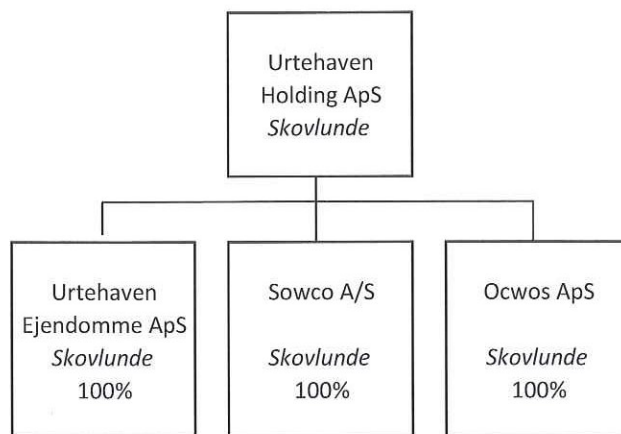 Urtehaven
Holding ApS
Skovlunde
Urtehaven
Ejendomme ApS
Skovlunde
100%
Sowco A/S
Skovlunde
100%
Ocwos ApS
Skovlunde
100%